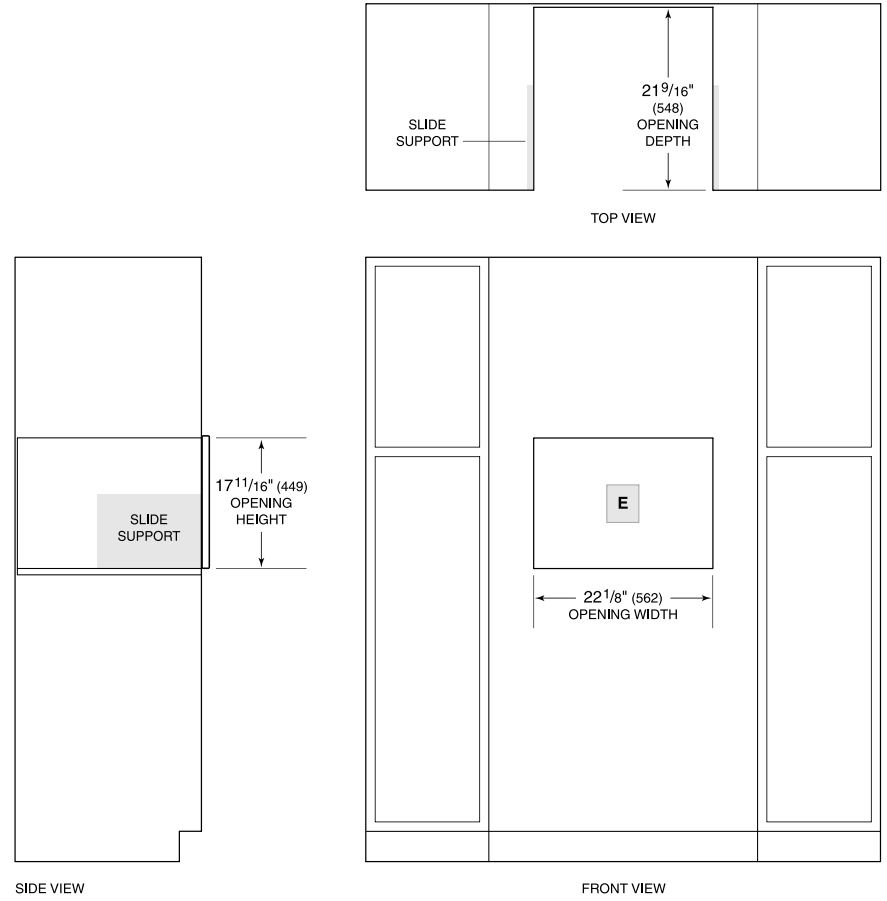 21 9/16"
(548)
OPENING
DEPTH
SLIDE
SUPPORT
TOP VIEW
17 11/16" (449)
OPENING
HEIGHT
SLIDE
SUPPORT
E
22 1/8" (562)
OPENING WIDTH
SIDE VIEW
FRONT VIEW